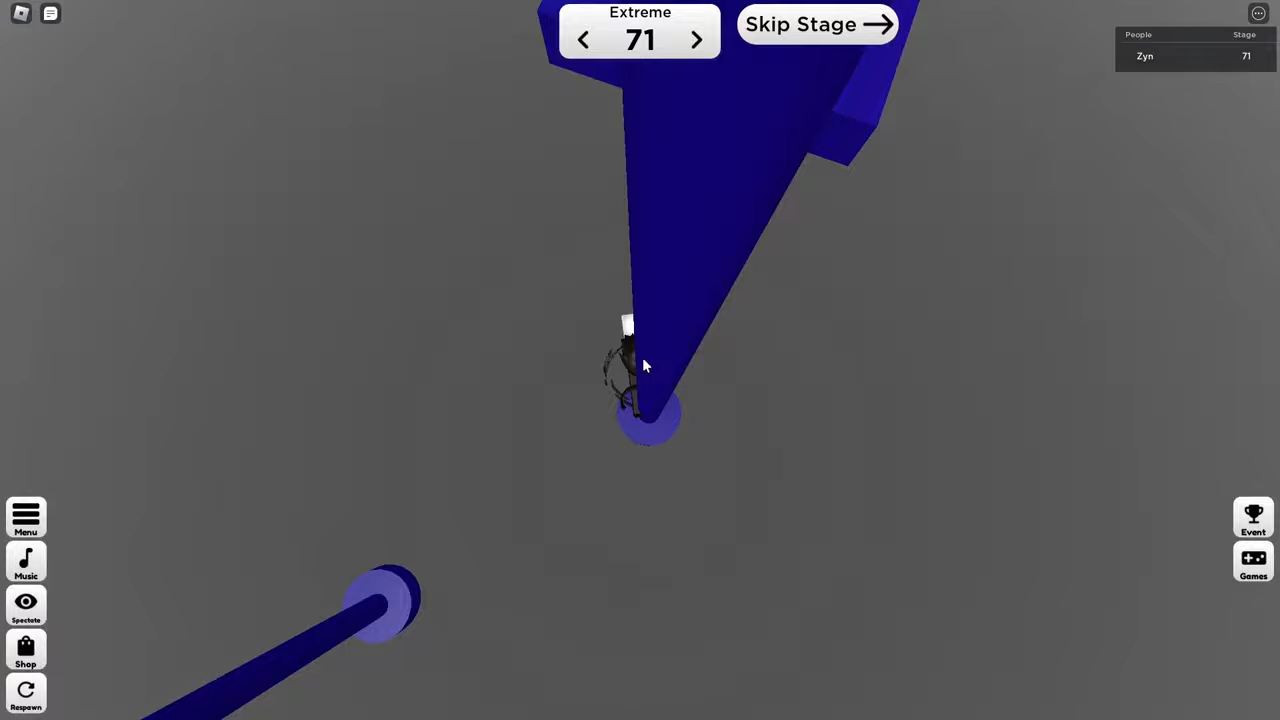 Extreme
71
Skip Stage
People Stage
Zyn 71
Menu
Music
Spectate
Shop
Respawn
Event
Games